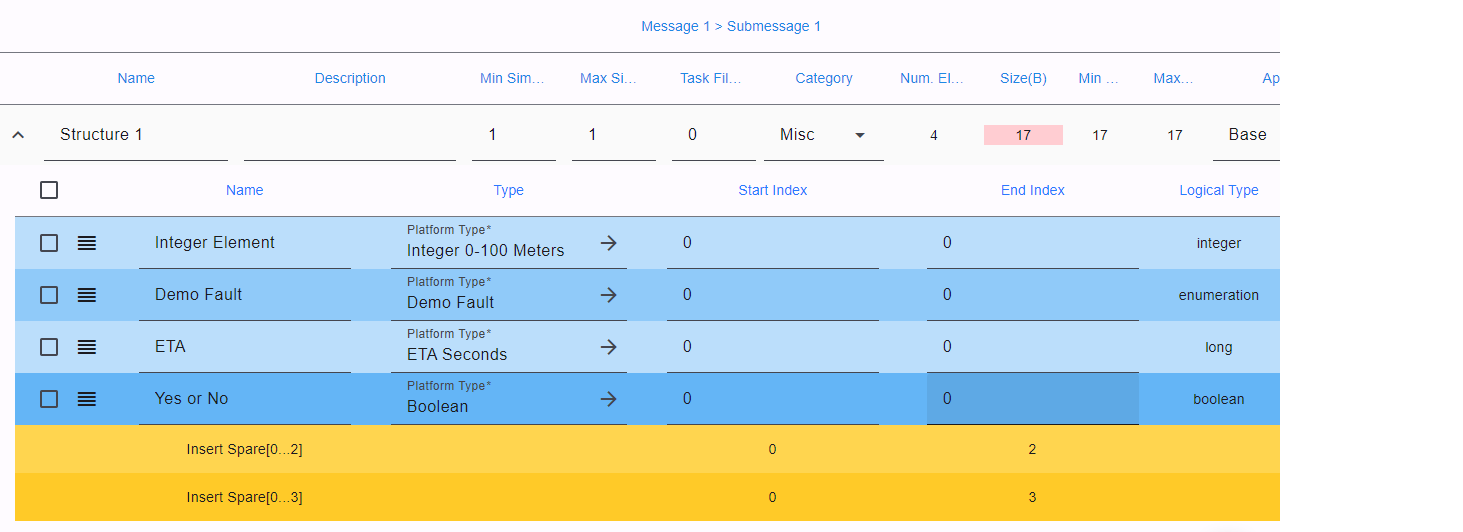 Message 1 > Submessage 1
Name Description Min Sim... Max Si... Task Fil... Category Num. El... Size(B) Min ... Max... Ap
Structure 1 1 1 0 Misc 4 17 17 17 Base
Name Type Start Index End Index Logical Type
Platform Type*
Integer Element Integer 0-100 Meters 0 0 integer
Platform Type*
Demo Fault Demo Fault 0 0 enumeration
Platform Type*
ETA ETA Seconds 0 0 long
Platform Type*
Yes or No Boolean 0 0 boolean
Insert Spare[0...2] 0 2
Insert Spare[0...3] 0 3